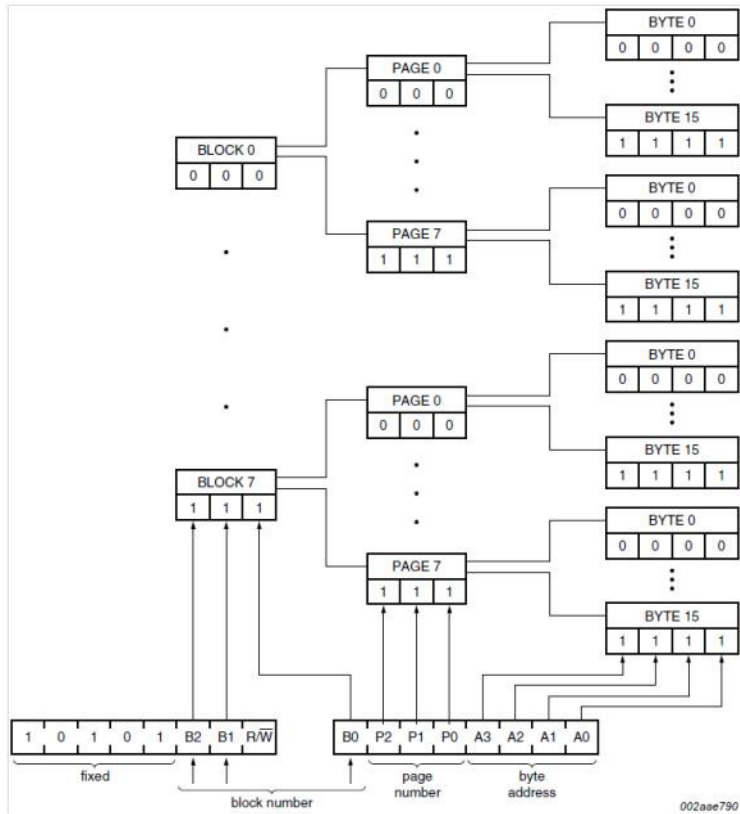 BYTE 0
0 0 0 0
PAGE 0
0 0 0
BYTE 15
1 1 1 1
BLOCK 0
0 0 0
BYTE 0
0 0 0 0
PAGE 7
1 1 1
BYTE 15
1 1 1 1
BYTE 0
0 0 0 0
PAGE 0
0 0 0
BYTE 15
1 1 1 1
BLOCK 7
1 1 1
BYTE 0
0 0 0 0
PAGE 7
1 1 1
BYTE 15
1 1 1 1
1 0 1 0 1 B2 B1 R/W̅ B0 P2 P1 P0 A3 A2 A1 A0
fixed
block number
page
number
byte
address
002aae790